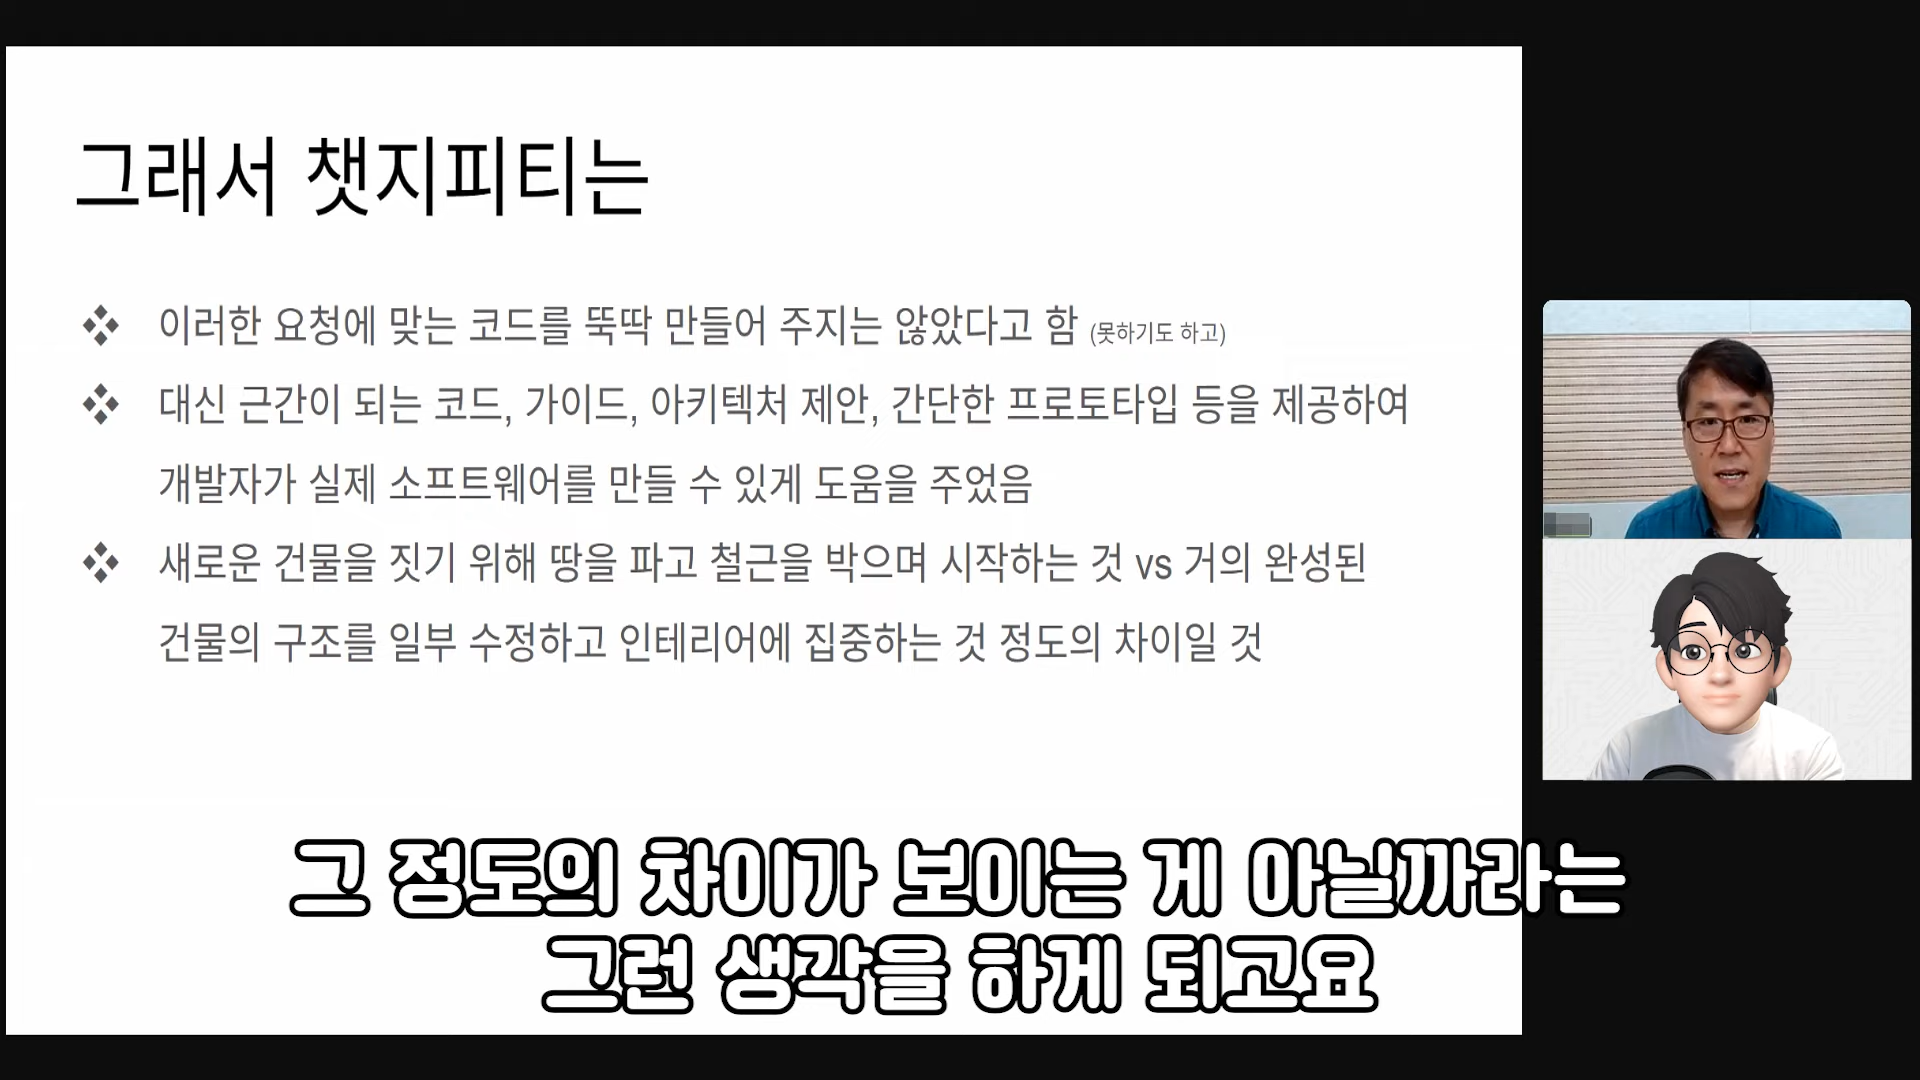 그래서 챗지피티는
❖ 이러한 요청에 맞는 코드를 뚝딱 만들어 주지는 않았다고 함 (못하기도 하고)
❖ 대신 근간이 되는 코드, 가이드, 아키텍처 제안, 간단한 프로토타입 등을 제공하여
개발자가 실제 소프트웨어를 만들 수 있게 도움을 주었음
❖ 새로운 건물을 짓기 위해 땅을 파고 철근을 박으며 시작하는 것 vs 거의 완성된
건물의 구조를 일부 수정하고 인테리어에 집중하는 것 정도의 차이일 것
그 정도의 차이가 보이는 게 아닐까라는
그런 생각을 하게 되고요